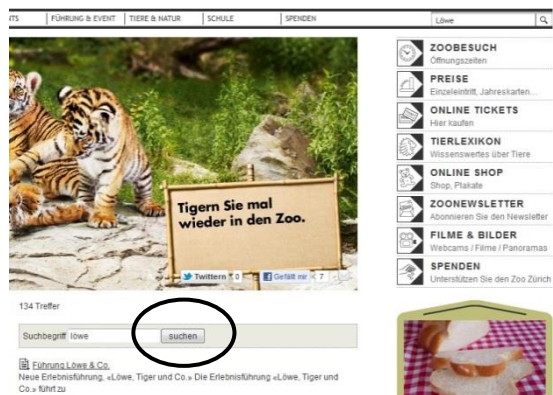 NTS FÜHRUNG & EVENT TIERE & NATUR SCHULE SPENDEN Löwe
ZOOBESUCH
Öffnungszeiten
PREISE
Einzeleintritt, Jahreskarten...
ONLINE TICKETS
Hier kaufen
TIERLEXIKON
Wissenswertes über Tiere
ONLINE SHOP
Shop, Plakate
ZOONEWSLETTER
Abonnieren Sie den Newsletter
FILME & BILDER
Webcams / Filme / Panoramas
SPENDEN
Unterstützen Sie den Zoo Zürich
Tigern Sie mal
wieder in den Zoo.
Twittern 0 Gefällt mir 7
134 Treffer
Suchbegriff löwe suchen
Führung Löwe & Co.
Neue Erlebnisführung, «Löwe, Tiger und Co.» Die Erlebnisführung «Löwe, Tiger und
Co.» führt zu